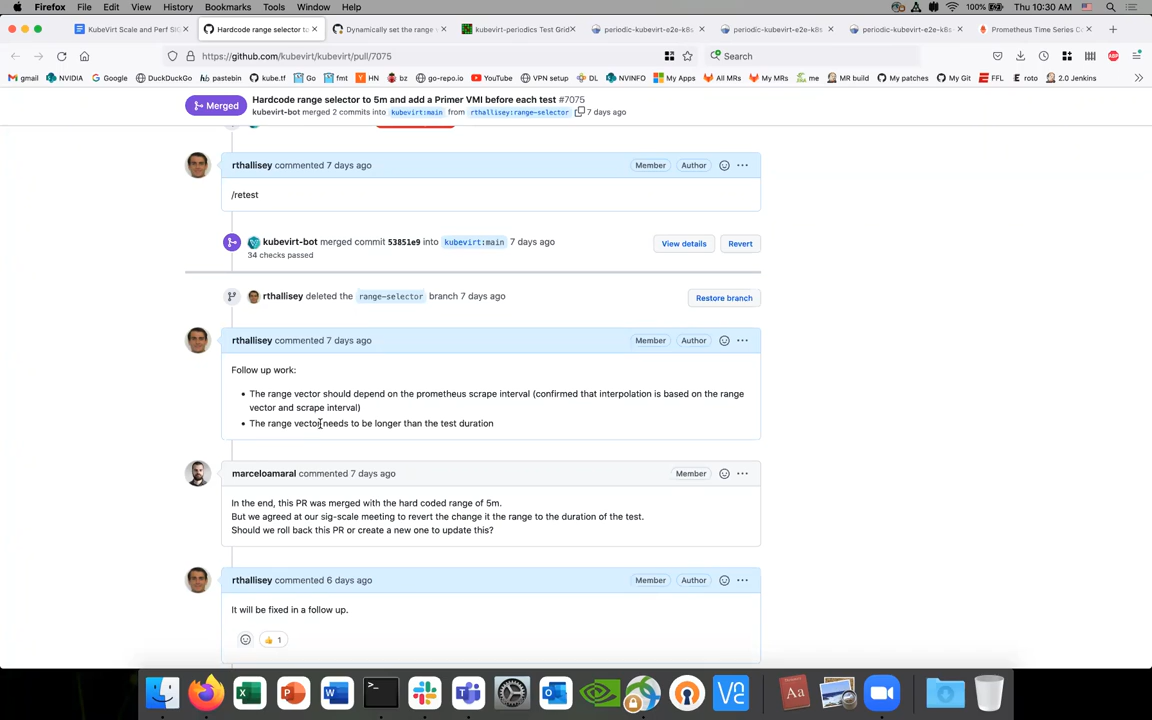 Firefox File Edit View History Bookmarks Tools Window Help 100% Thu 10:30 AM
KubeVirt Scale and Perf SIG
Hardcode range selector to
Dynamically set the range
kubevirt-periodics Test Grid
periodic-kubevirt-e2e-k8s
periodic-kubevirt-e2e-k8s
periodic-kubevirt-e2e-k8s
Prometheus Time Series Co
https://github.com/kubevirt/kubevirt/pull/7075
Search
gmail NVIDIA Google DuckDuckGo pastebin kube.tf Go fmt HN bz go-repo.io YouTube VPN setup DL NVINFO My Apps All MRs My MRs me MR build My patches My Git FFL roto 2.0 Jenkins
Merged
Hardcode range selector to 5m and add a Primer VMI before each test #7075
kubevirt-bot merged 2 commits into kubevirt:main from rthallisey:range-selector 7 days ago
rthallisey commented 7 days ago Member Author
/retest
kubevirt-bot merged commit 53851e9 into kubevirt:main 7 days ago View details Revert
34 checks passed
rthallisey deleted the range-selector branch 7 days ago Restore branch
rthallisey commented 7 days ago Member Author
Follow up work:
• The range vector should depend on the prometheus scrape interval (confirmed that interpolation is based on the range
vector and scrape interval)
• The range vector needs to be longer than the test duration
marceloamaral commented 7 days ago Member
In the end, this PR was merged with the hard coded range of 5m.
But we agreed at our sig-scale meeting to revert the change it the range to the duration of the test.
Should we roll back this PR or create a new one to update this?
rthallisey commented 6 days ago Member Author
It will be fixed in a follow up.
👍 1